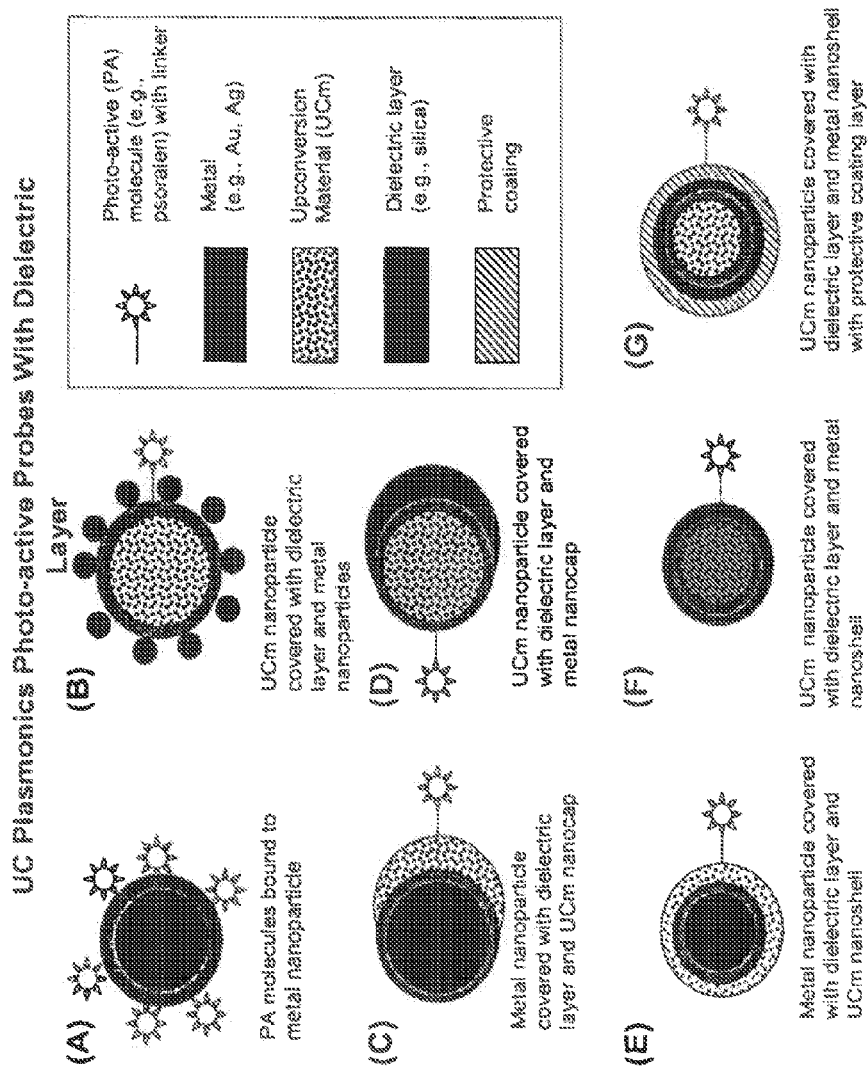 UC Plasmonics Photo-active Probes With Dielectric
Layer
(A)
PA molecules bound to
metal nanoparticle
(B)
UCm nanoparticle
covered with dielectric
layer and metal
nanoparticles
Photo-active (PA)
molecule (e.g.,
psoralen) with linker
Metal
(e.g., Au, Ag)
Upconversion
Material (UCm)
Dielectric layer
(e.g., silica)
Protective
coating
(C)
Metal nanoparticle
covered with dielectric
layer and UCm nanocap
(D)
UCm nanoparticle covered
with dielectric layer and
metal nanocap
(E)
Metal nanoparticle covered
with dielectric layer and
UCm nanoshell
(F)
UCm nanoparticle covered
with dielectric layer and metal
nanoshell
(G)
UCm nanoparticle covered with
dielectric layer and metal nanoshell
with protective coating layer